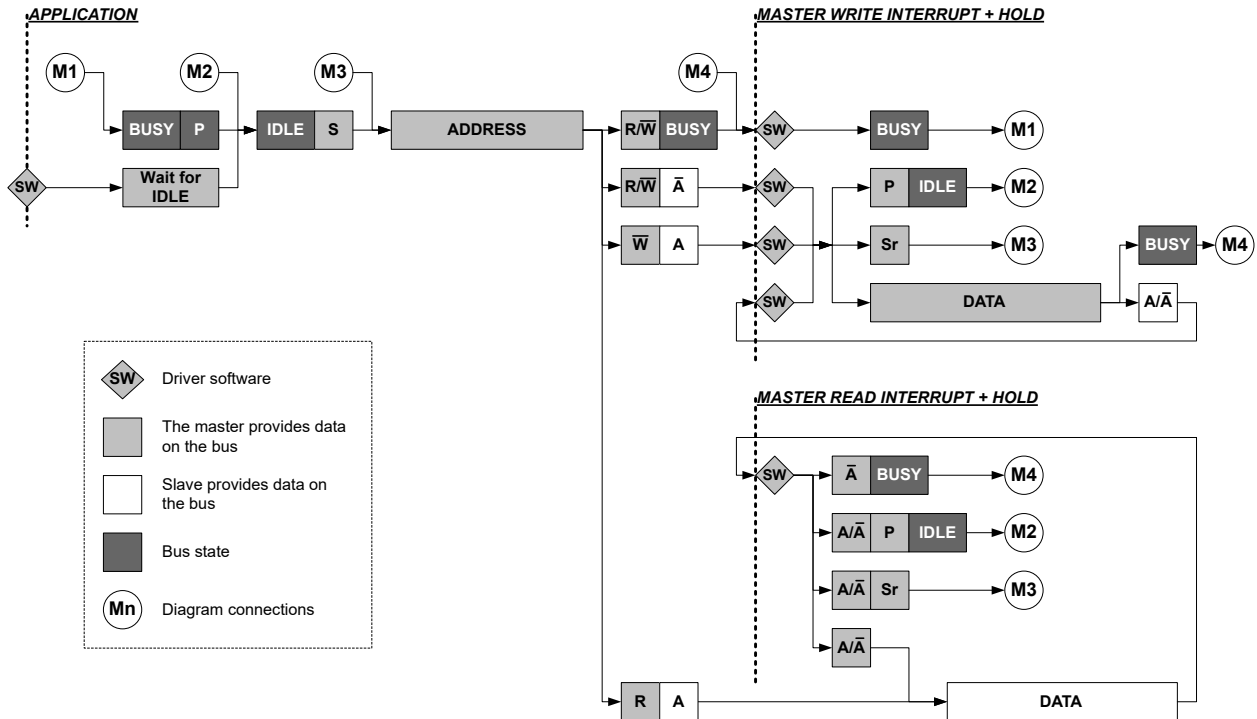 APPLICATION
MASTER WRITE INTERRUPT + HOLD
M1
M2
M3
M4
BUSY P
IDLE S
ADDRESS
R/W̅ BUSY
SW
BUSY
M1
SW
Wait for
IDLE
R/W̅ A̅
SW
P IDLE
M2
W̅ A
SW
Sr
M3
BUSY
M4
SW
DATA
A/A̅
SW
Driver software
The master provides data
on the bus
Slave provides data on
the bus
Bus state
Mn
Diagram connections
MASTER READ INTERRUPT + HOLD
SW
A̅ BUSY
M4
A/A̅ P IDLE
M2
A/A̅ Sr
M3
A/A̅
R A
DATA